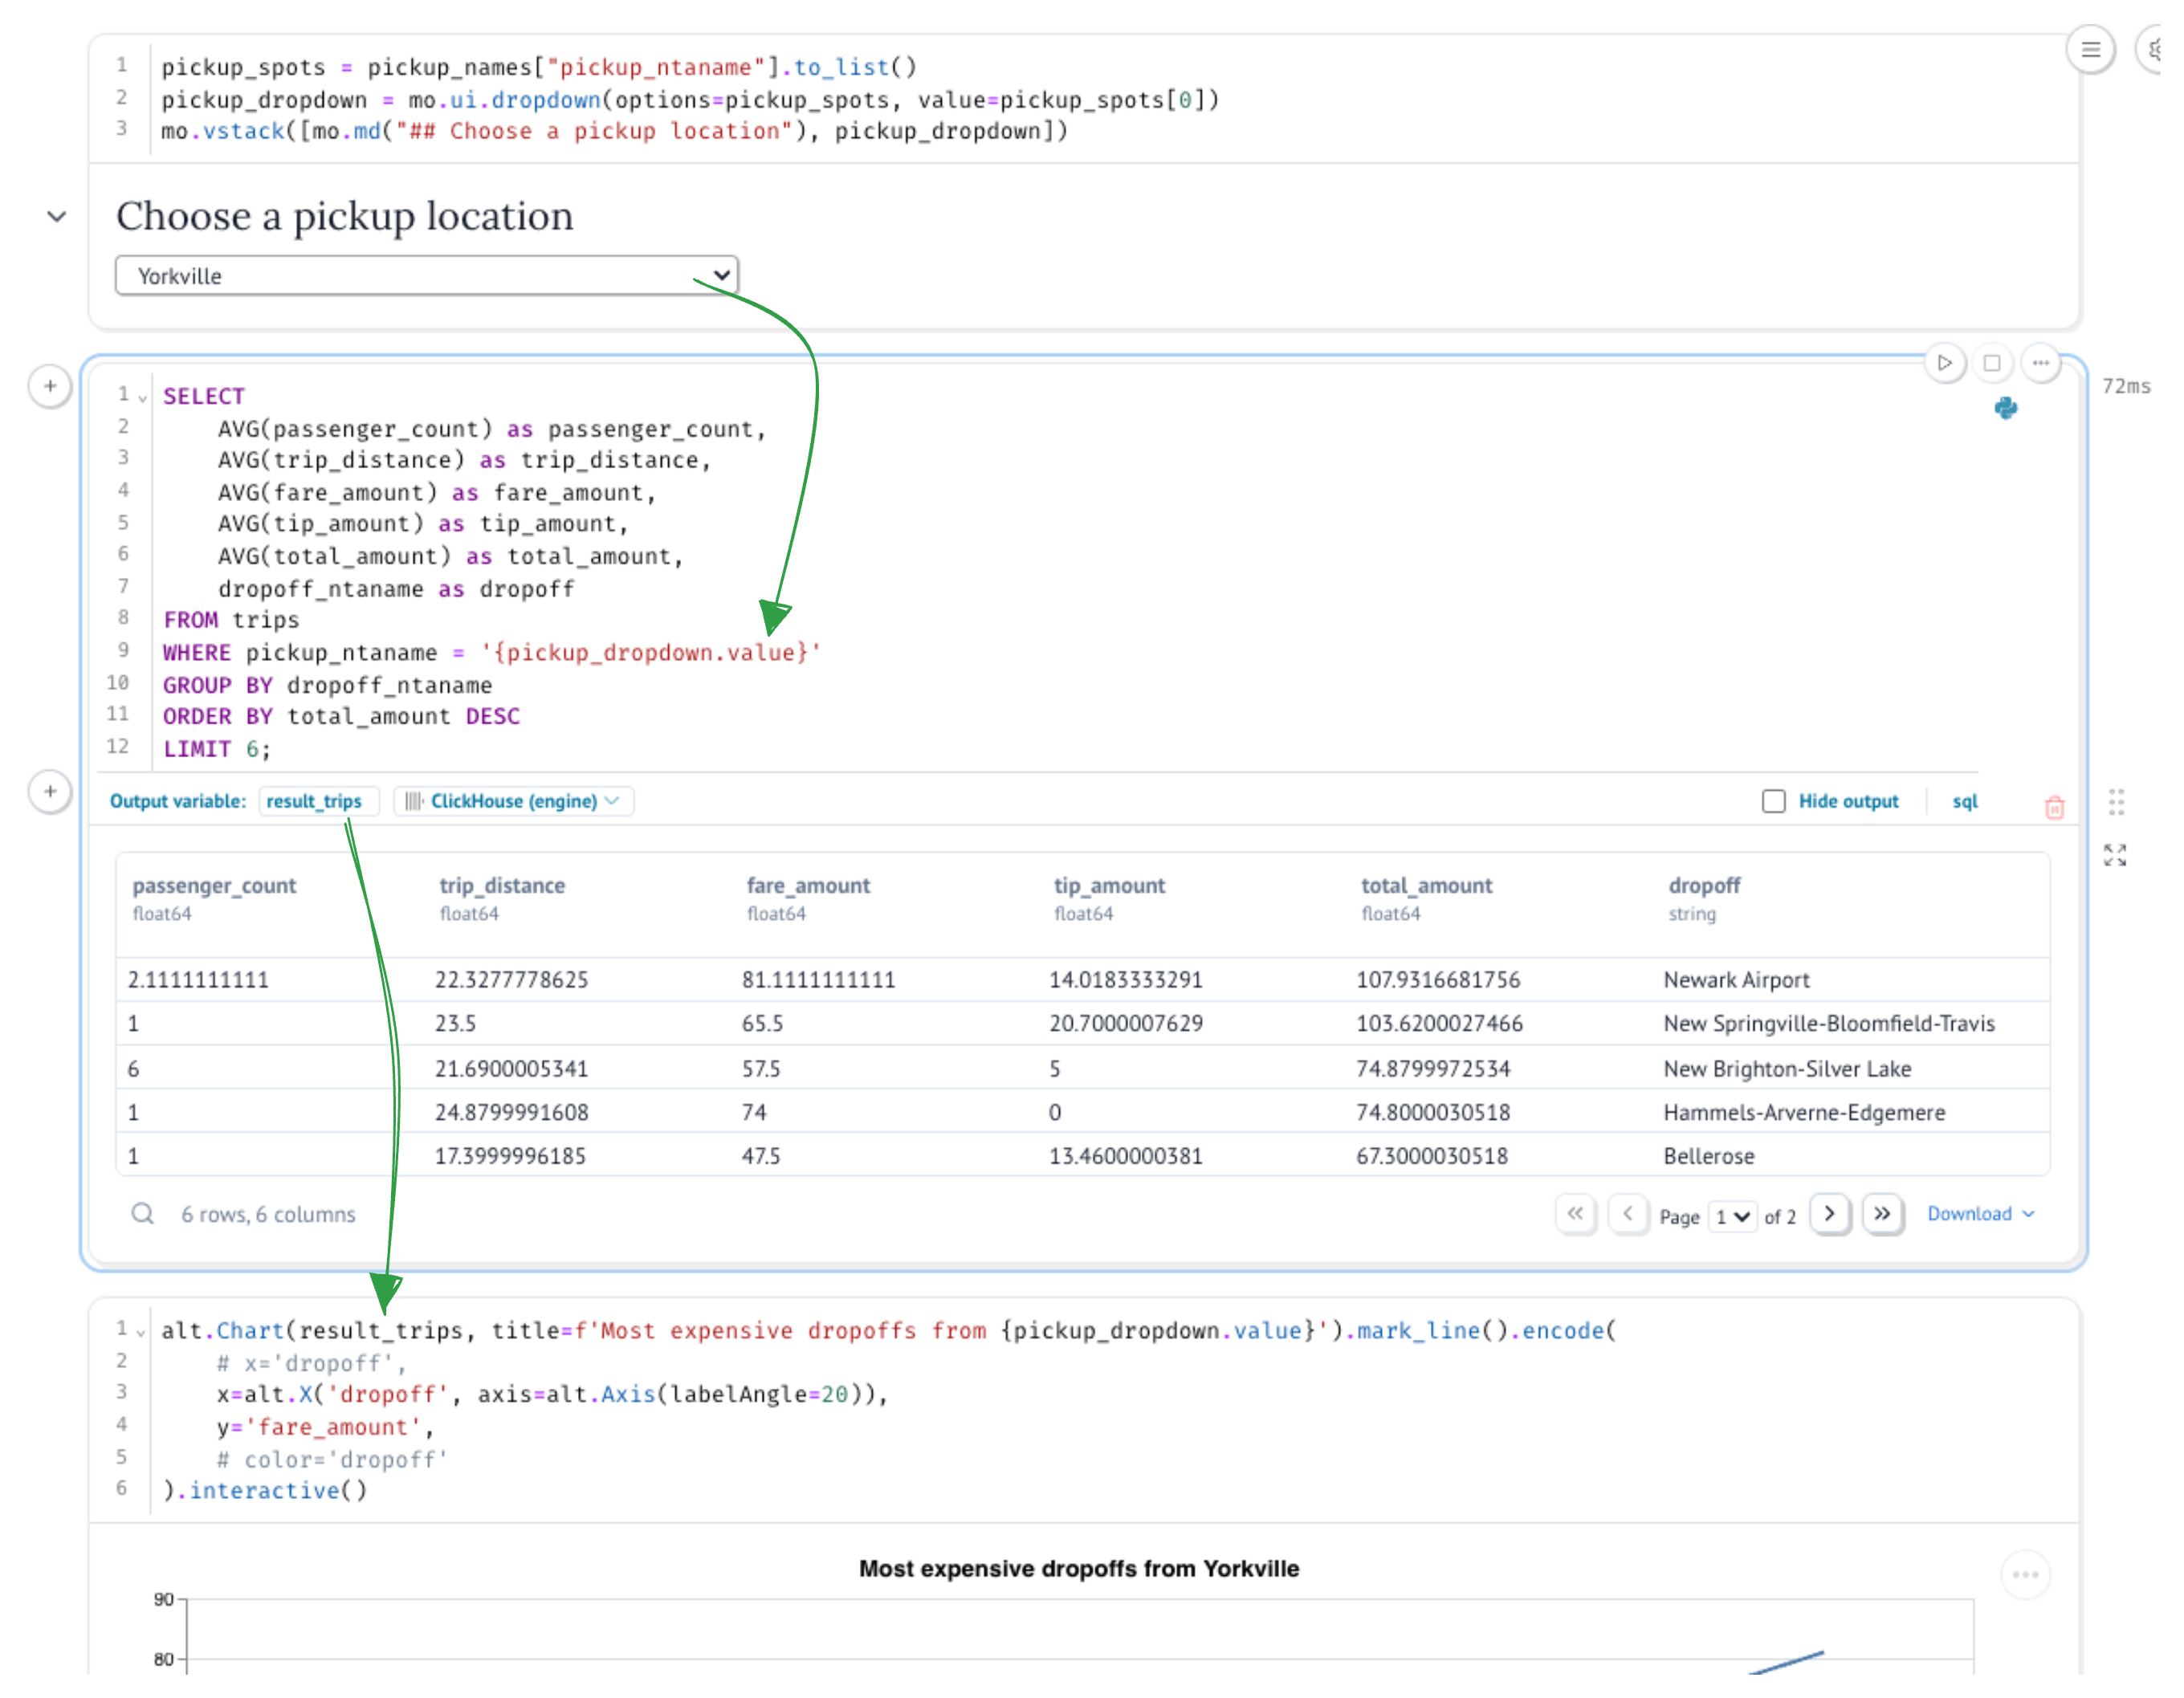 1 pickup_spots = pickup_names["pickup_ntaname"].to_list()
2 pickup_dropdown = mo.ui.dropdown(options=pickup_spots, value=pickup_spots[0])
3 mo.vstack([mo.md("## Choose a pickup location"), pickup_dropdown])
Choose a pickup location
Yorkville
72ms
1 SELECT
2     AVG(passenger_count) as passenger_count,
3     AVG(trip_distance) as trip_distance,
4     AVG(fare_amount) as fare_amount,
5     AVG(tip_amount) as tip_amount,
6     AVG(total_amount) as total_amount,
7     dropoff_ntaname as dropoff
8 FROM trips
9 WHERE pickup_ntaname = '{pickup_dropdown.value}'
10 GROUP BY dropoff_ntaname
11 ORDER BY total_amount DESC
12 LIMIT 6;
Output variable: result_trips ClickHouse (engine) Hide output sql
passenger_count trip_distance fare_amount tip_amount total_amount dropoff
float64 float64 float64 float64 float64 string
2.1111111111 22.3277778625 81.1111111111 14.0183333291 107.9316681756 Newark Airport
1 23.5 65.5 20.7000007629 103.6200027466 New Springville-Bloomfield-Travis
6 21.6900005341 57.5 5 74.8799972534 New Brighton-Silver Lake
1 24.8799991608 74 0 74.8000030518 Hammels-Arverne-Edgemere
1 17.3999996185 47.5 13.4600000381 67.3000030518 Bellerose
6 rows, 6 columns Page 1 of 2 Download
1 alt.Chart(result_trips, title=f'Most expensive dropoffs from {pickup_dropdown.value}').mark_line().encode(
2     # x='dropoff',
3     x=alt.X('dropoff', axis=alt.Axis(labelAngle=20)),
4     y='fare_amount',
5     # color='dropoff'
6 ).interactive()
Most expensive dropoffs from Yorkville
90
80